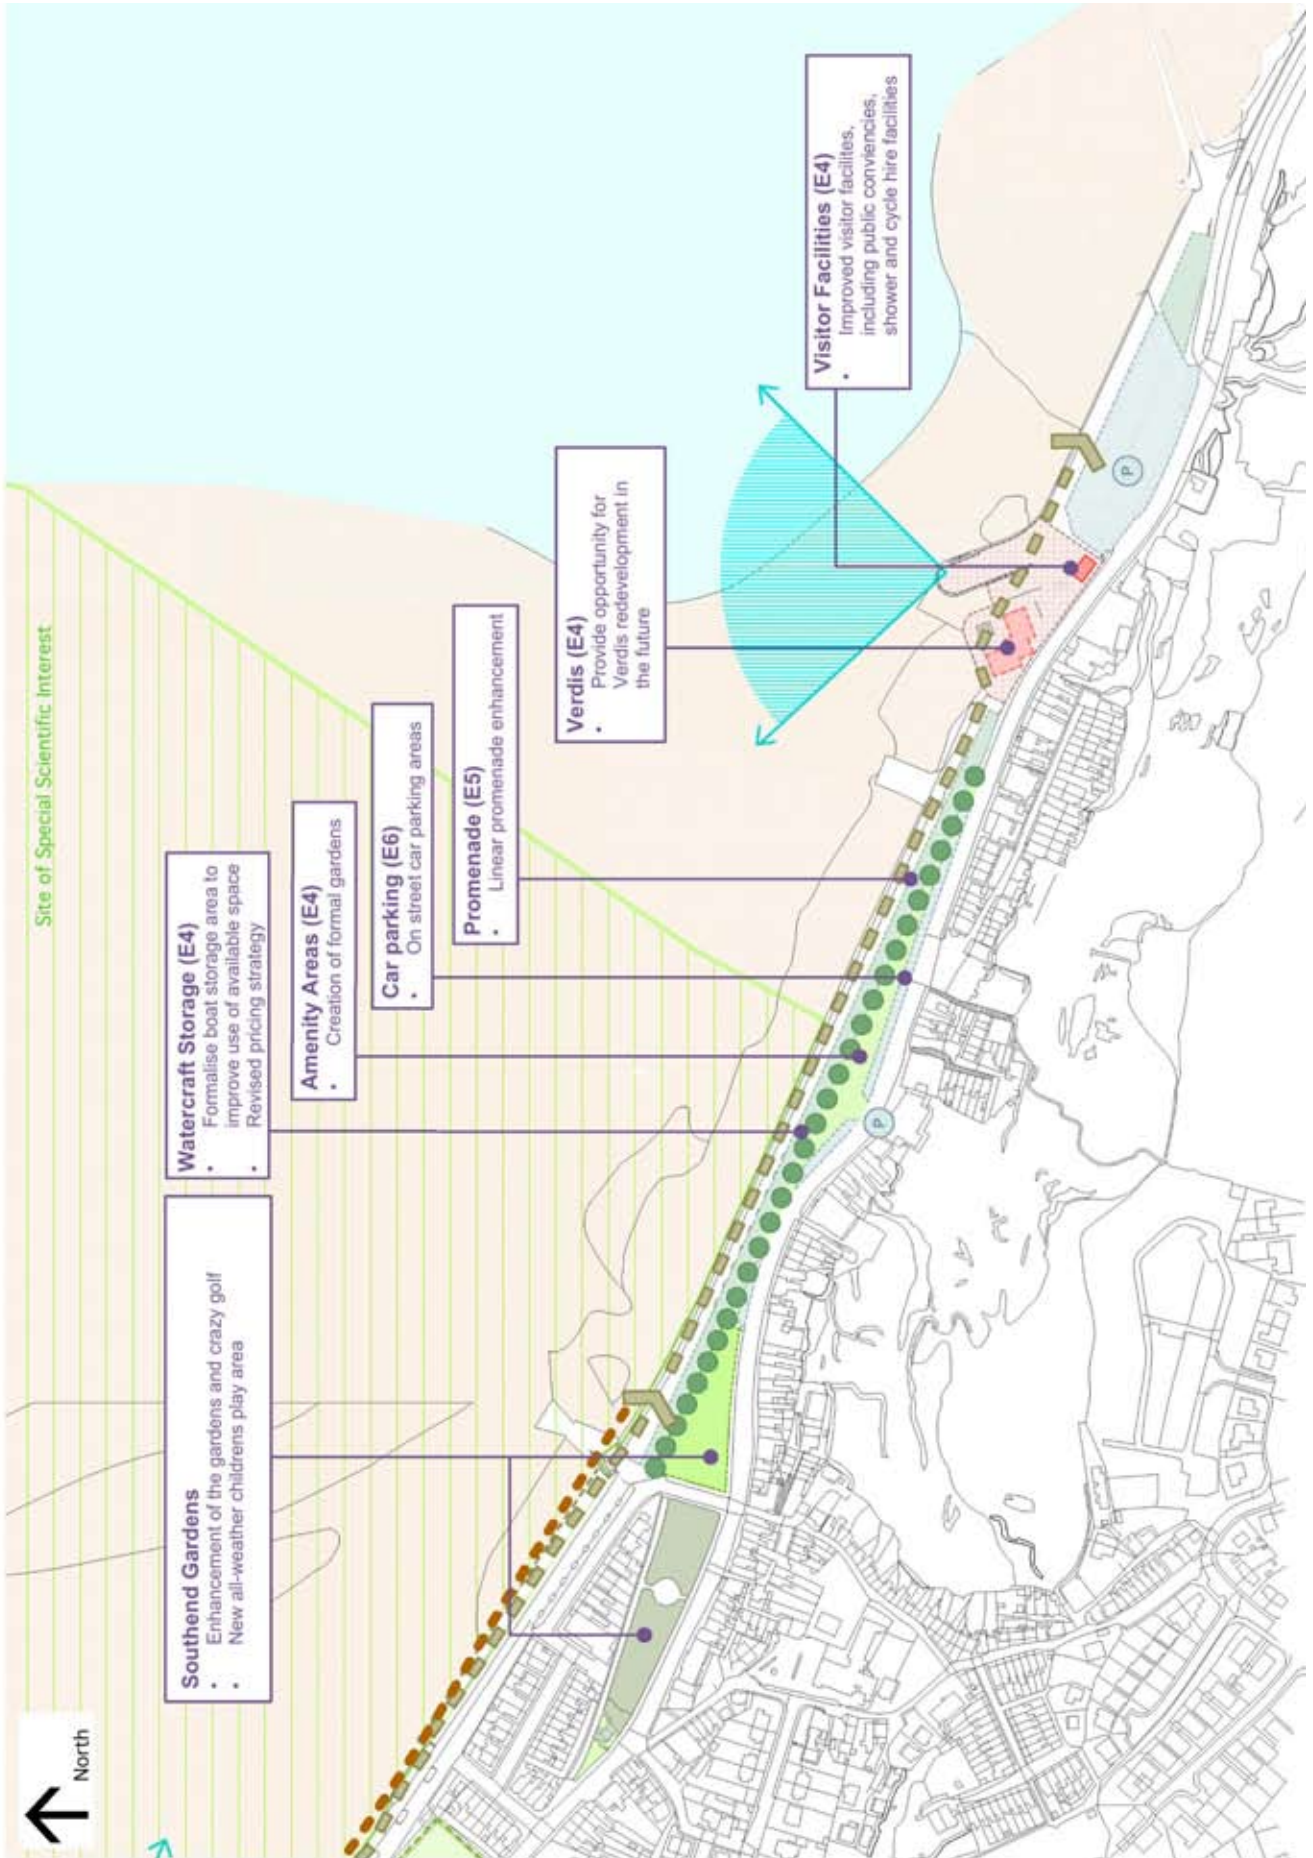 North
Site of Special Scientific Interest
Southend Gardens
• Enhancement of the gardens and crazy golf
• New all-weather childrens play area
Watercraft Storage (E4)
• Formalise boat storage area to
improve use of available space
• Revised pricing strategy
Amenity Areas (E4)
• Creation of formal gardens
Car parking (E6)
• On street car parking areas
Promenade (E5)
• Linear promenade enhancement
Verdis (E4)
• Provide opportunity for
Verdis redevelopment in
the future
Visitor Facilities (E4)
• Improved visitor facilites,
including public conviencies,
shower and cycle hire facilities
P
P